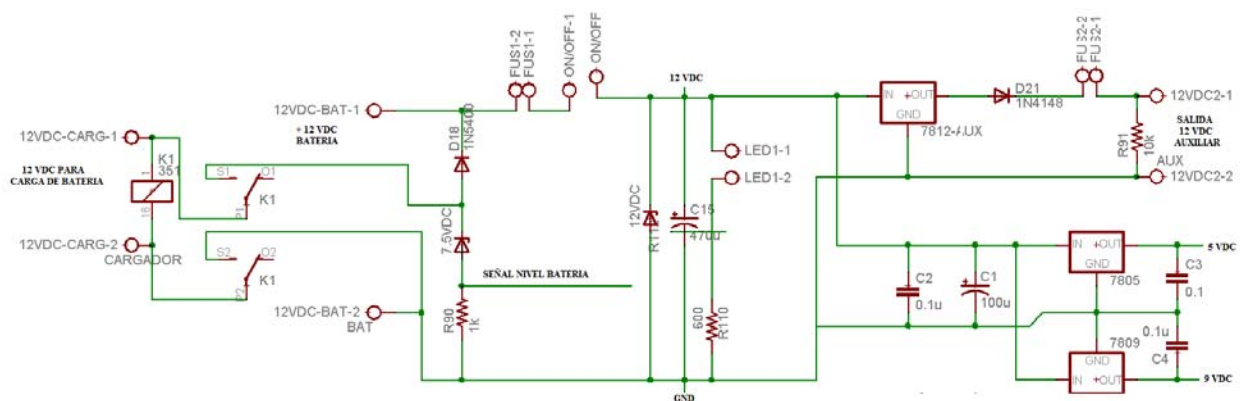 12VDC-CARG-1
12 VDC PARA
CARGA DE BATERIA
K1
351
1
16
12VDC-CARG-2
CARGADOR
S1
O1
P1
K1
S2
O2
P2
K1
12VDC-BAT-1
+ 12 VDC
BATERIA
D18
1N5400
7.5VDC
SEÑAL NIVEL BATERIA
12VDC-BAT-2
BAT
R90
1k
FUS1-2
FUS1-1
ON/OFF-1
ON/OFF
12 VDC
12VDC
C15
470u
LED1-1
LED1-2
600
R110
GND
IN
+OUT
GND
7812-AUX
D21
1N4148
FUS2-2
FUS2-1
12VDC2-1
SALIDA
12 VDC
AUXILIAR
R91
10k
AUX
12VDC2-2
C2
0.1u
C1
100u
IN
+OUT
GND
7805
5 VDC
C3
0.1
0.1u
C4
7809
GND
IN
+OUT
9 VDC